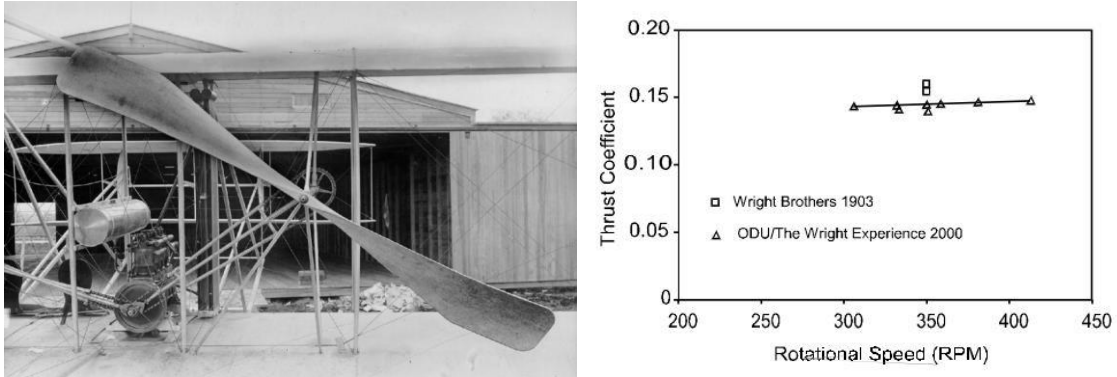 0.20
0.15
0.10
0.05
0
Thrust Coefficient
□ Wright Brothers 1903
△ ODU/The Wright Experience 2000
200 250 300 350 400 450
Rotational Speed (RPM)